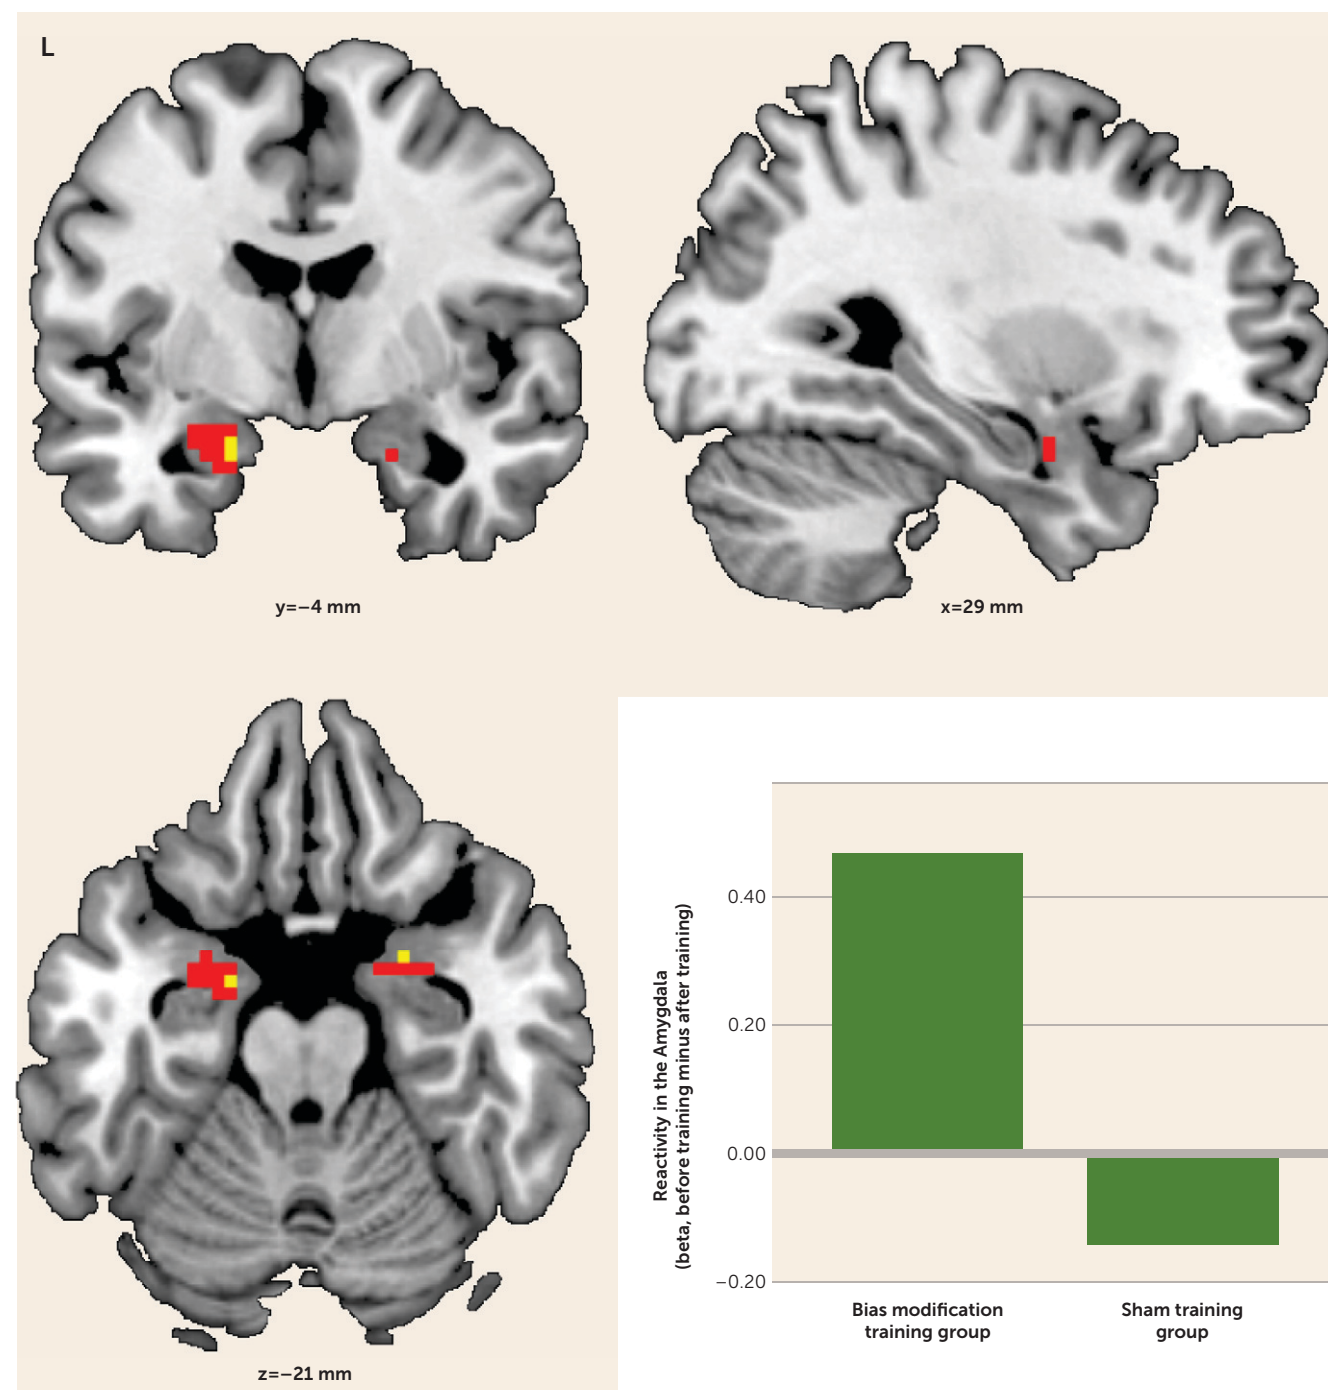 L
y=−4 mm
x=29 mm
z=−21 mm
Reactivity in the Amygdala
(beta, before training minus after training)
0.40
0.20
0.00
−0.20
Bias modification
training group
Sham training
group